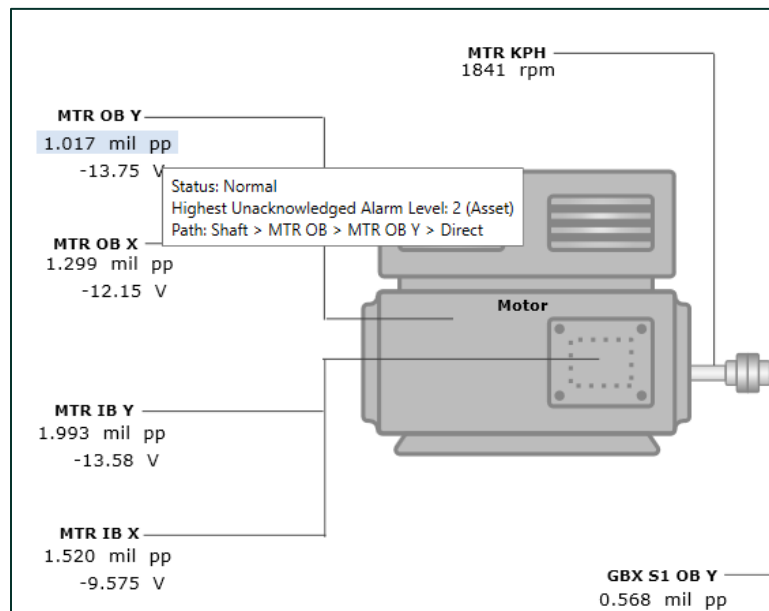 MTR KPH
1841 rpm
MTR OB Y
1.017 mil pp
-13.75 V
Status: Normal
Highest Unacknowledged Alarm Level: 2 (Asset)
Path: Shaft > MTR OB > MTR OB Y > Direct
MTR OB X
1.299 mil pp
-12.15 V
Motor
MTR IB Y
1.993 mil pp
-13.58 V
MTR IB X
1.520 mil pp
-9.575 V
GBX S1 OB Y
0.568 mil pp